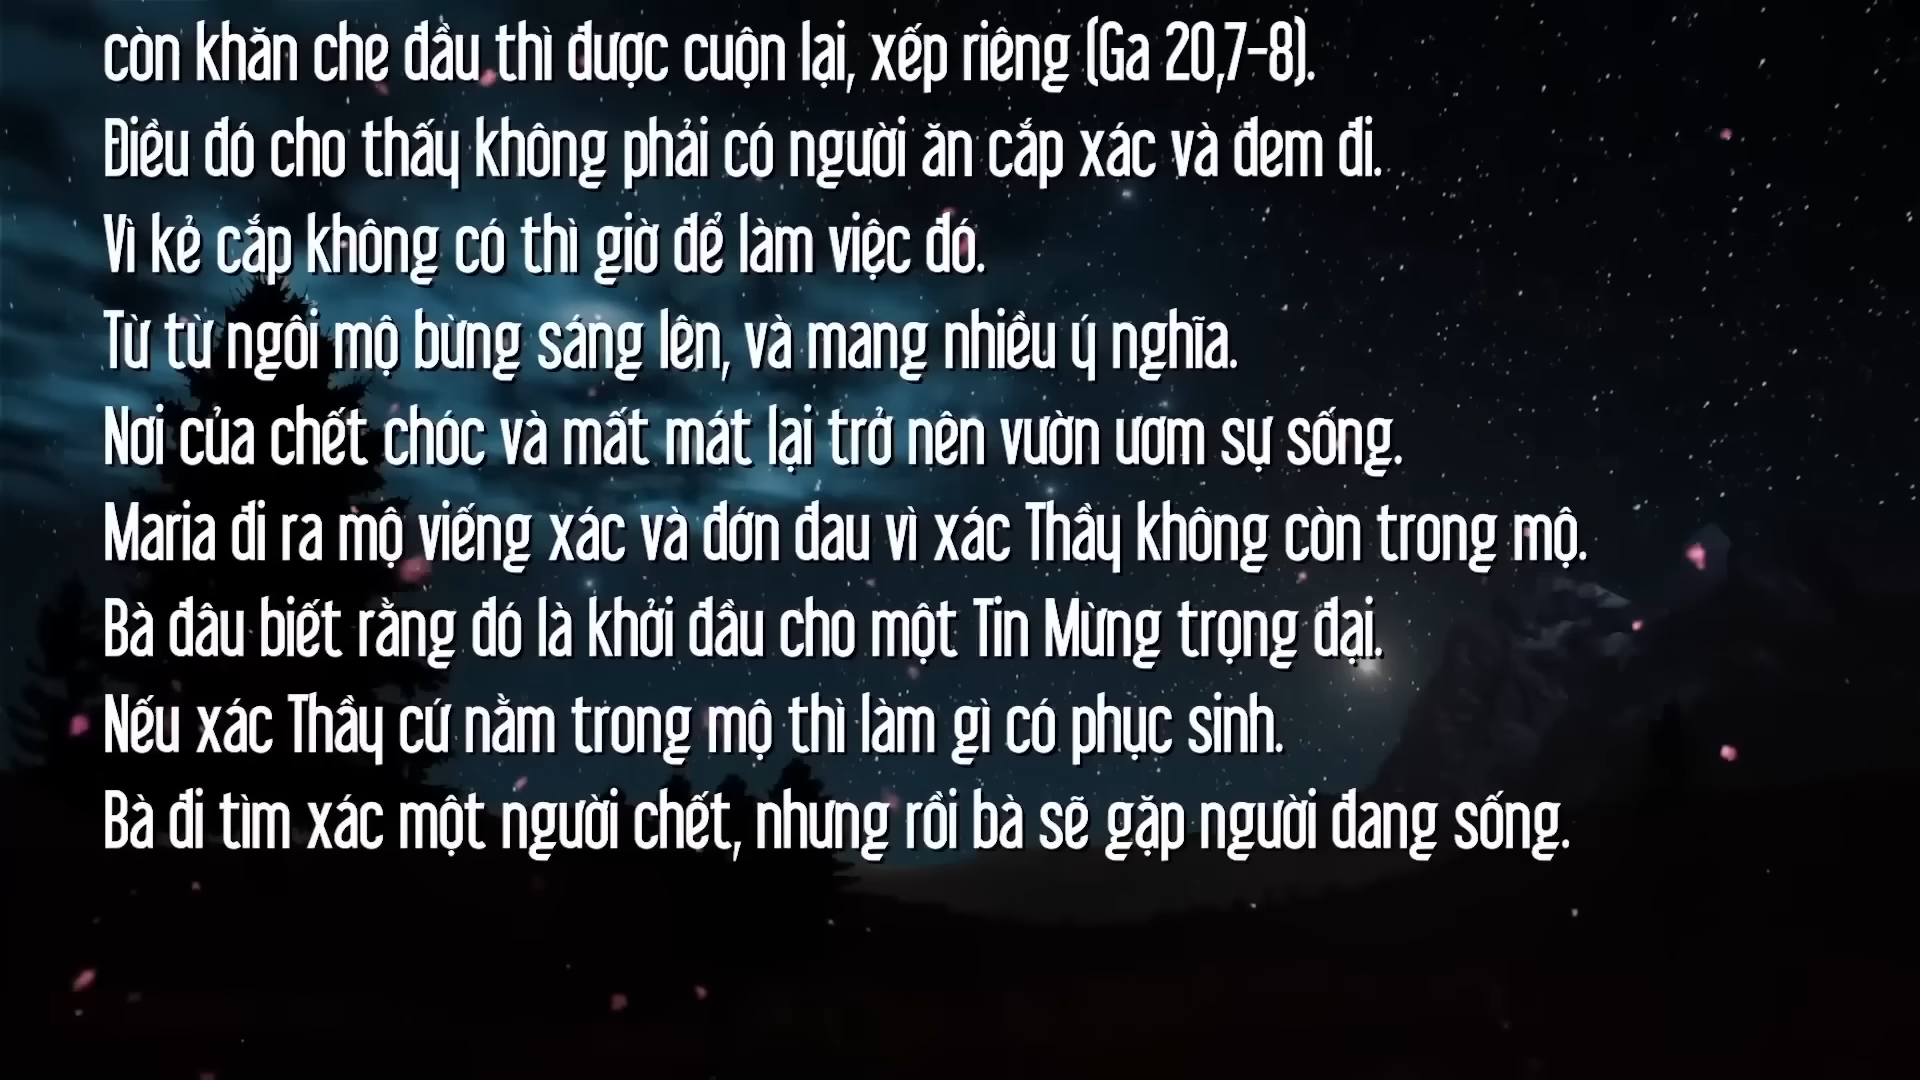 còn khăn che đầu thì được cuộn lại, xếp riêng (Ga 20,7-8).
Điều đó cho thấy không phải có người ăn cắp xác và đem đi.
Vì kẻ cắp không có thì giờ để làm việc đó.
Từ từ ngôi mộ bừng sáng lên, và mang nhiều ý nghĩa.
Nơi của chết chóc và mất mát lại trở nên vườn ươm sự sống.
Maria đi ra mộ viếng xác và đớn đau vì xác Thầy không còn trong mộ.
Bà đâu biết rằng đó là khởi đầu cho một Tin Mừng trọng đại.
Nếu xác Thầy cứ nằm trong mộ thì làm gì có phục sinh.
Bà đi tìm xác một người chết, nhưng rồi bà sẽ gặp người đang sống.